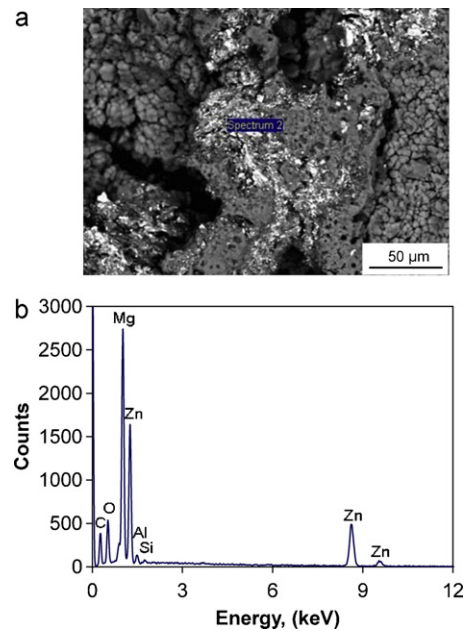 a
Spectrum 2
50 µm
b
3000
2500
2000
1500
1000
500
0
Counts
Mg
Zn
C
O
Al
Si
Zn
Zn
0
3
6
9
12
Energy, (keV)